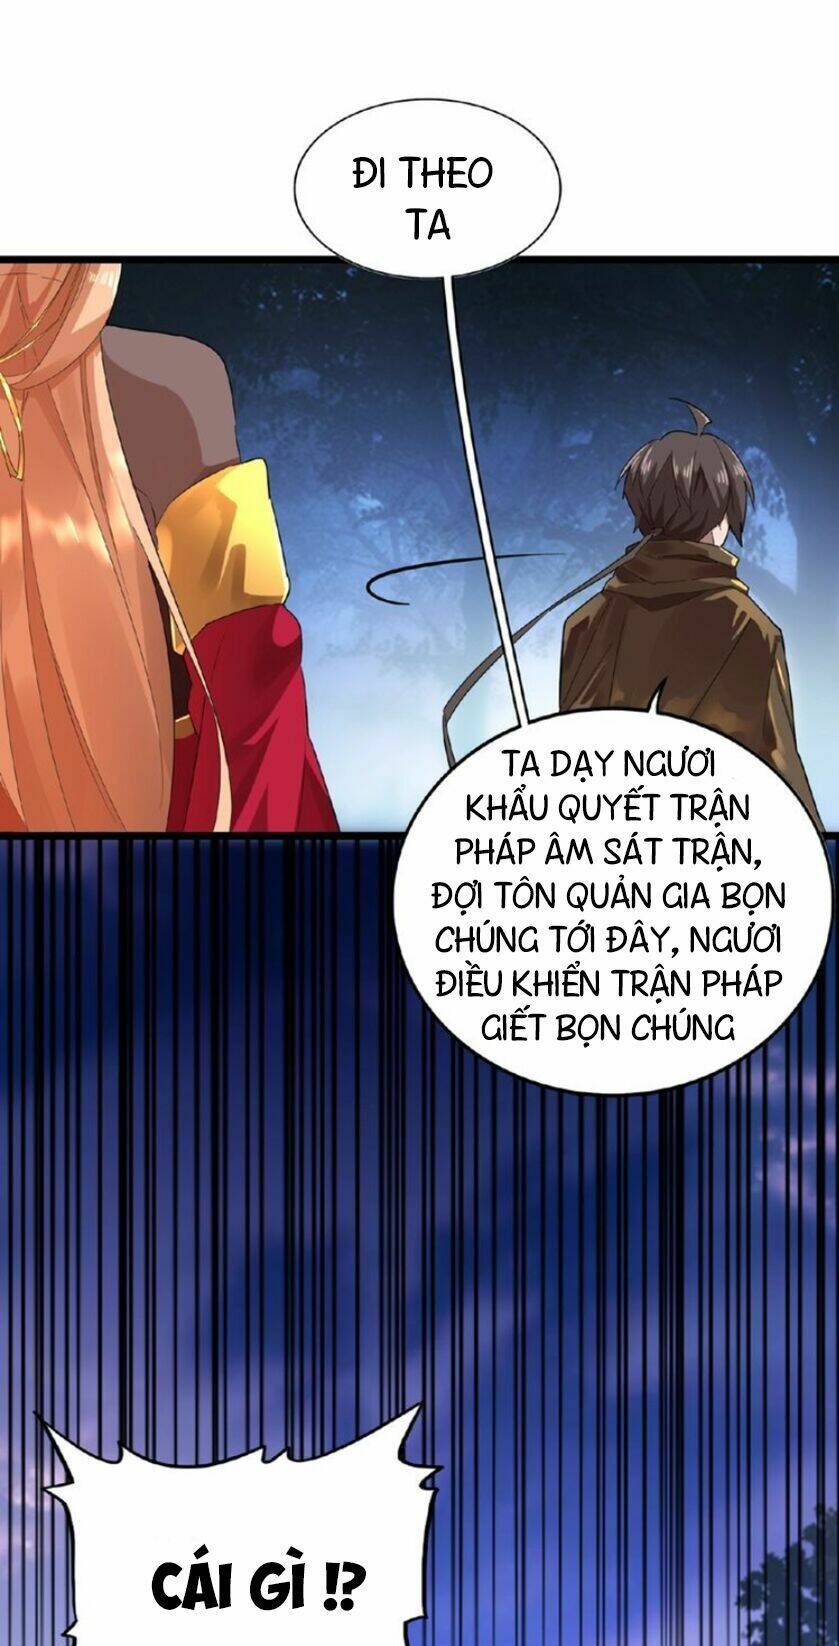 ĐI THEO
TA
TA DẠY NGƯƠI
KHẨU QUYẾT TRẬN
PHÁP ÂM SÁT TRẬN,
ĐỢI TÔN QUẢN GIA BỌN
CHÚNG TỚI ĐÂY, NGƯƠI
ĐIỀU KHIỂN TRẬN PHÁP
GIẾT BỌN CHÚNG
CÁI GÌ !?